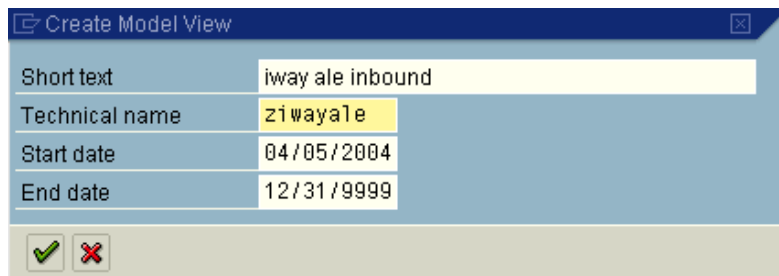 Create Model View
Short text iway ale inbound
Technical name ziwayale
Start date 04/05/2004
End date 12/31/9999